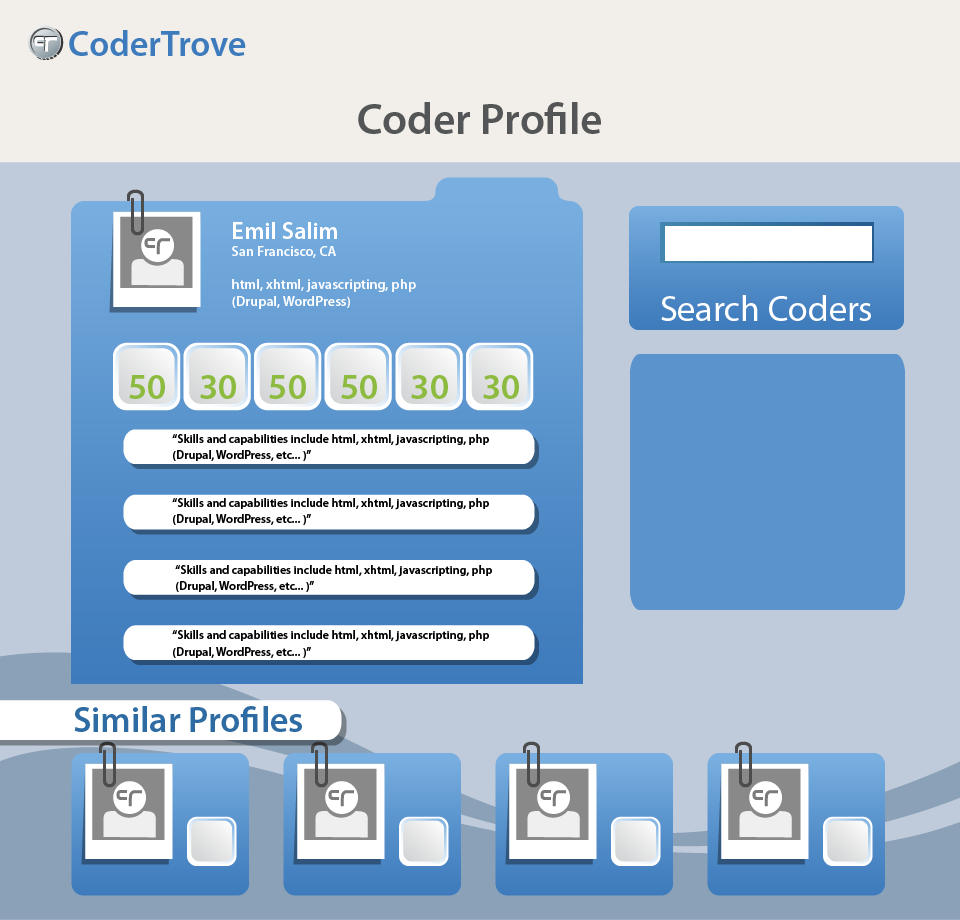 CoderTrove
Coder Profile
Emil Salim
San Francisco, CA
html, xhtml, javascripting, php
(Drupal, WordPress)
50 30 50 50 30 30
“Skills and capabilities include html, xhtml, javascripting, php
(Drupal, WordPress, etc... )”
“Skills and capabilities include html, xhtml, javascripting, php
(Drupal, WordPress, etc... )”
“Skills and capabilities include html, xhtml, javascripting, php
(Drupal, WordPress, etc... )”
“Skills and capabilities include html, xhtml, javascripting, php
(Drupal, WordPress, etc... )”
Search Coders
Similar Profiles